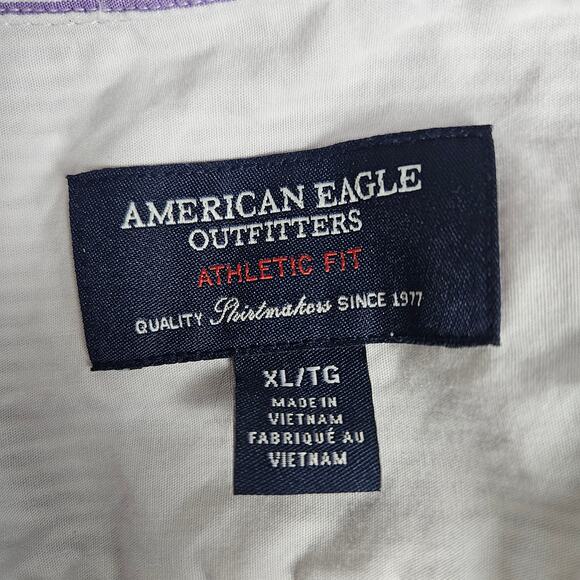 AMERICAN EAGLE
OUTFITTERS
ATHLETIC FIT
QUALITY Shirtmakers SINCE 1977
XL/TG
MADE IN
VIETNAM
FABRIQUÉ AU
VIETNAM